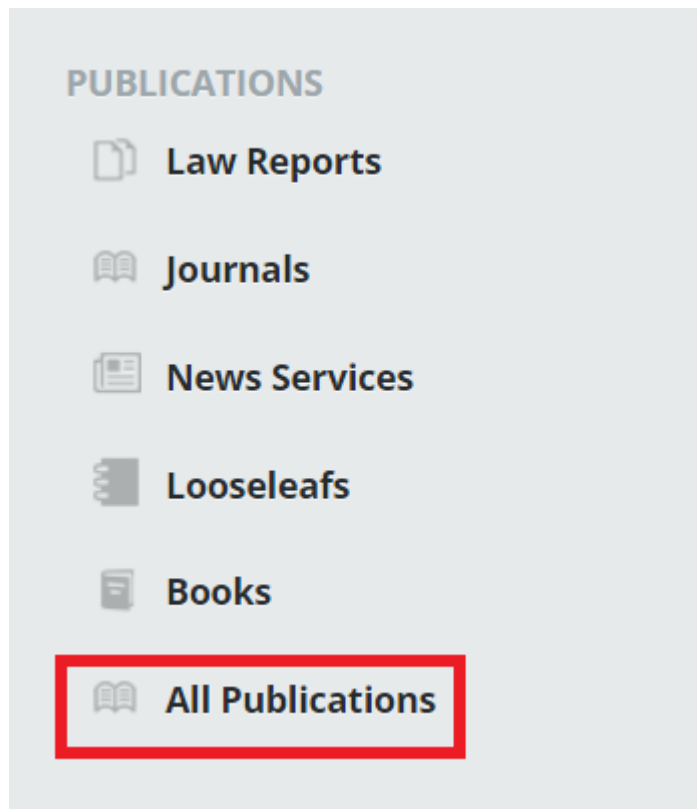 PUBLICATIONS
Law Reports
Journals
News Services
Looseleafs
Books
All Publications